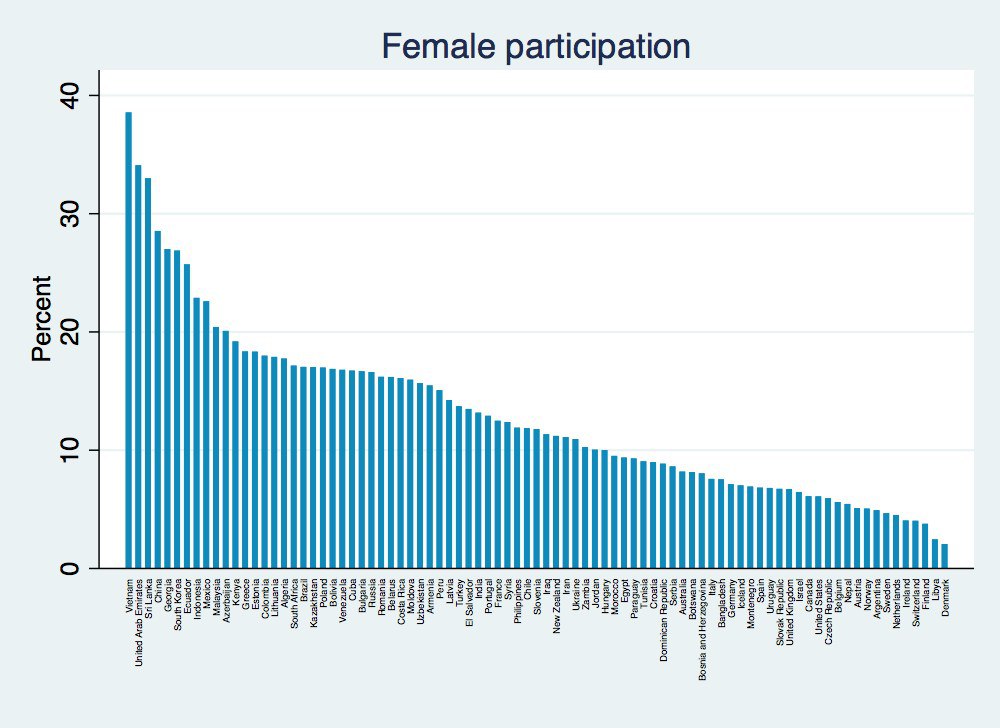 Female participation
Percent
40
30
20
10
0
Vietnam
United Arab Emirates
Sri Lanka
China
Georgia
South Korea
Ecuador
Indonesia
Mexico
Malaysia
Azerbaijan
Kenya
Greece
Estonia
Colombia
Lithuania
Algeria
South Africa
Brazil
Kazakhstan
Poland
Bolivia
Venezuela
Cuba
Bulgaria
Russia
Romania
Belarus
Costa Rica
Moldova
Uzbekistan
Armenia
Peru
Latvia
Turkey
El Salvador
India
Portugal
France
Syria
Philippines
Chile
Slovenia
Iraq
New Zealand
Iran
Ukraine
Zambia
Jordan
Hungary
Morocco
Egypt
Paraguay
Tunisia
Croatia
Dominican Republic
Serbia
Australia
Botswana
Bosnia and Herzegovina
Italy
Bangladesh
Germany
Iceland
Montenegro
Spain
Uruguay
Slovak Republic
United Kingdom
Israel
Canada
United States
Czech Republic
Belgium
Nepal
Austria
Norway
Argentina
Sweden
Netherlands
Ireland
Switzerland
Finland
Libya
Denmark